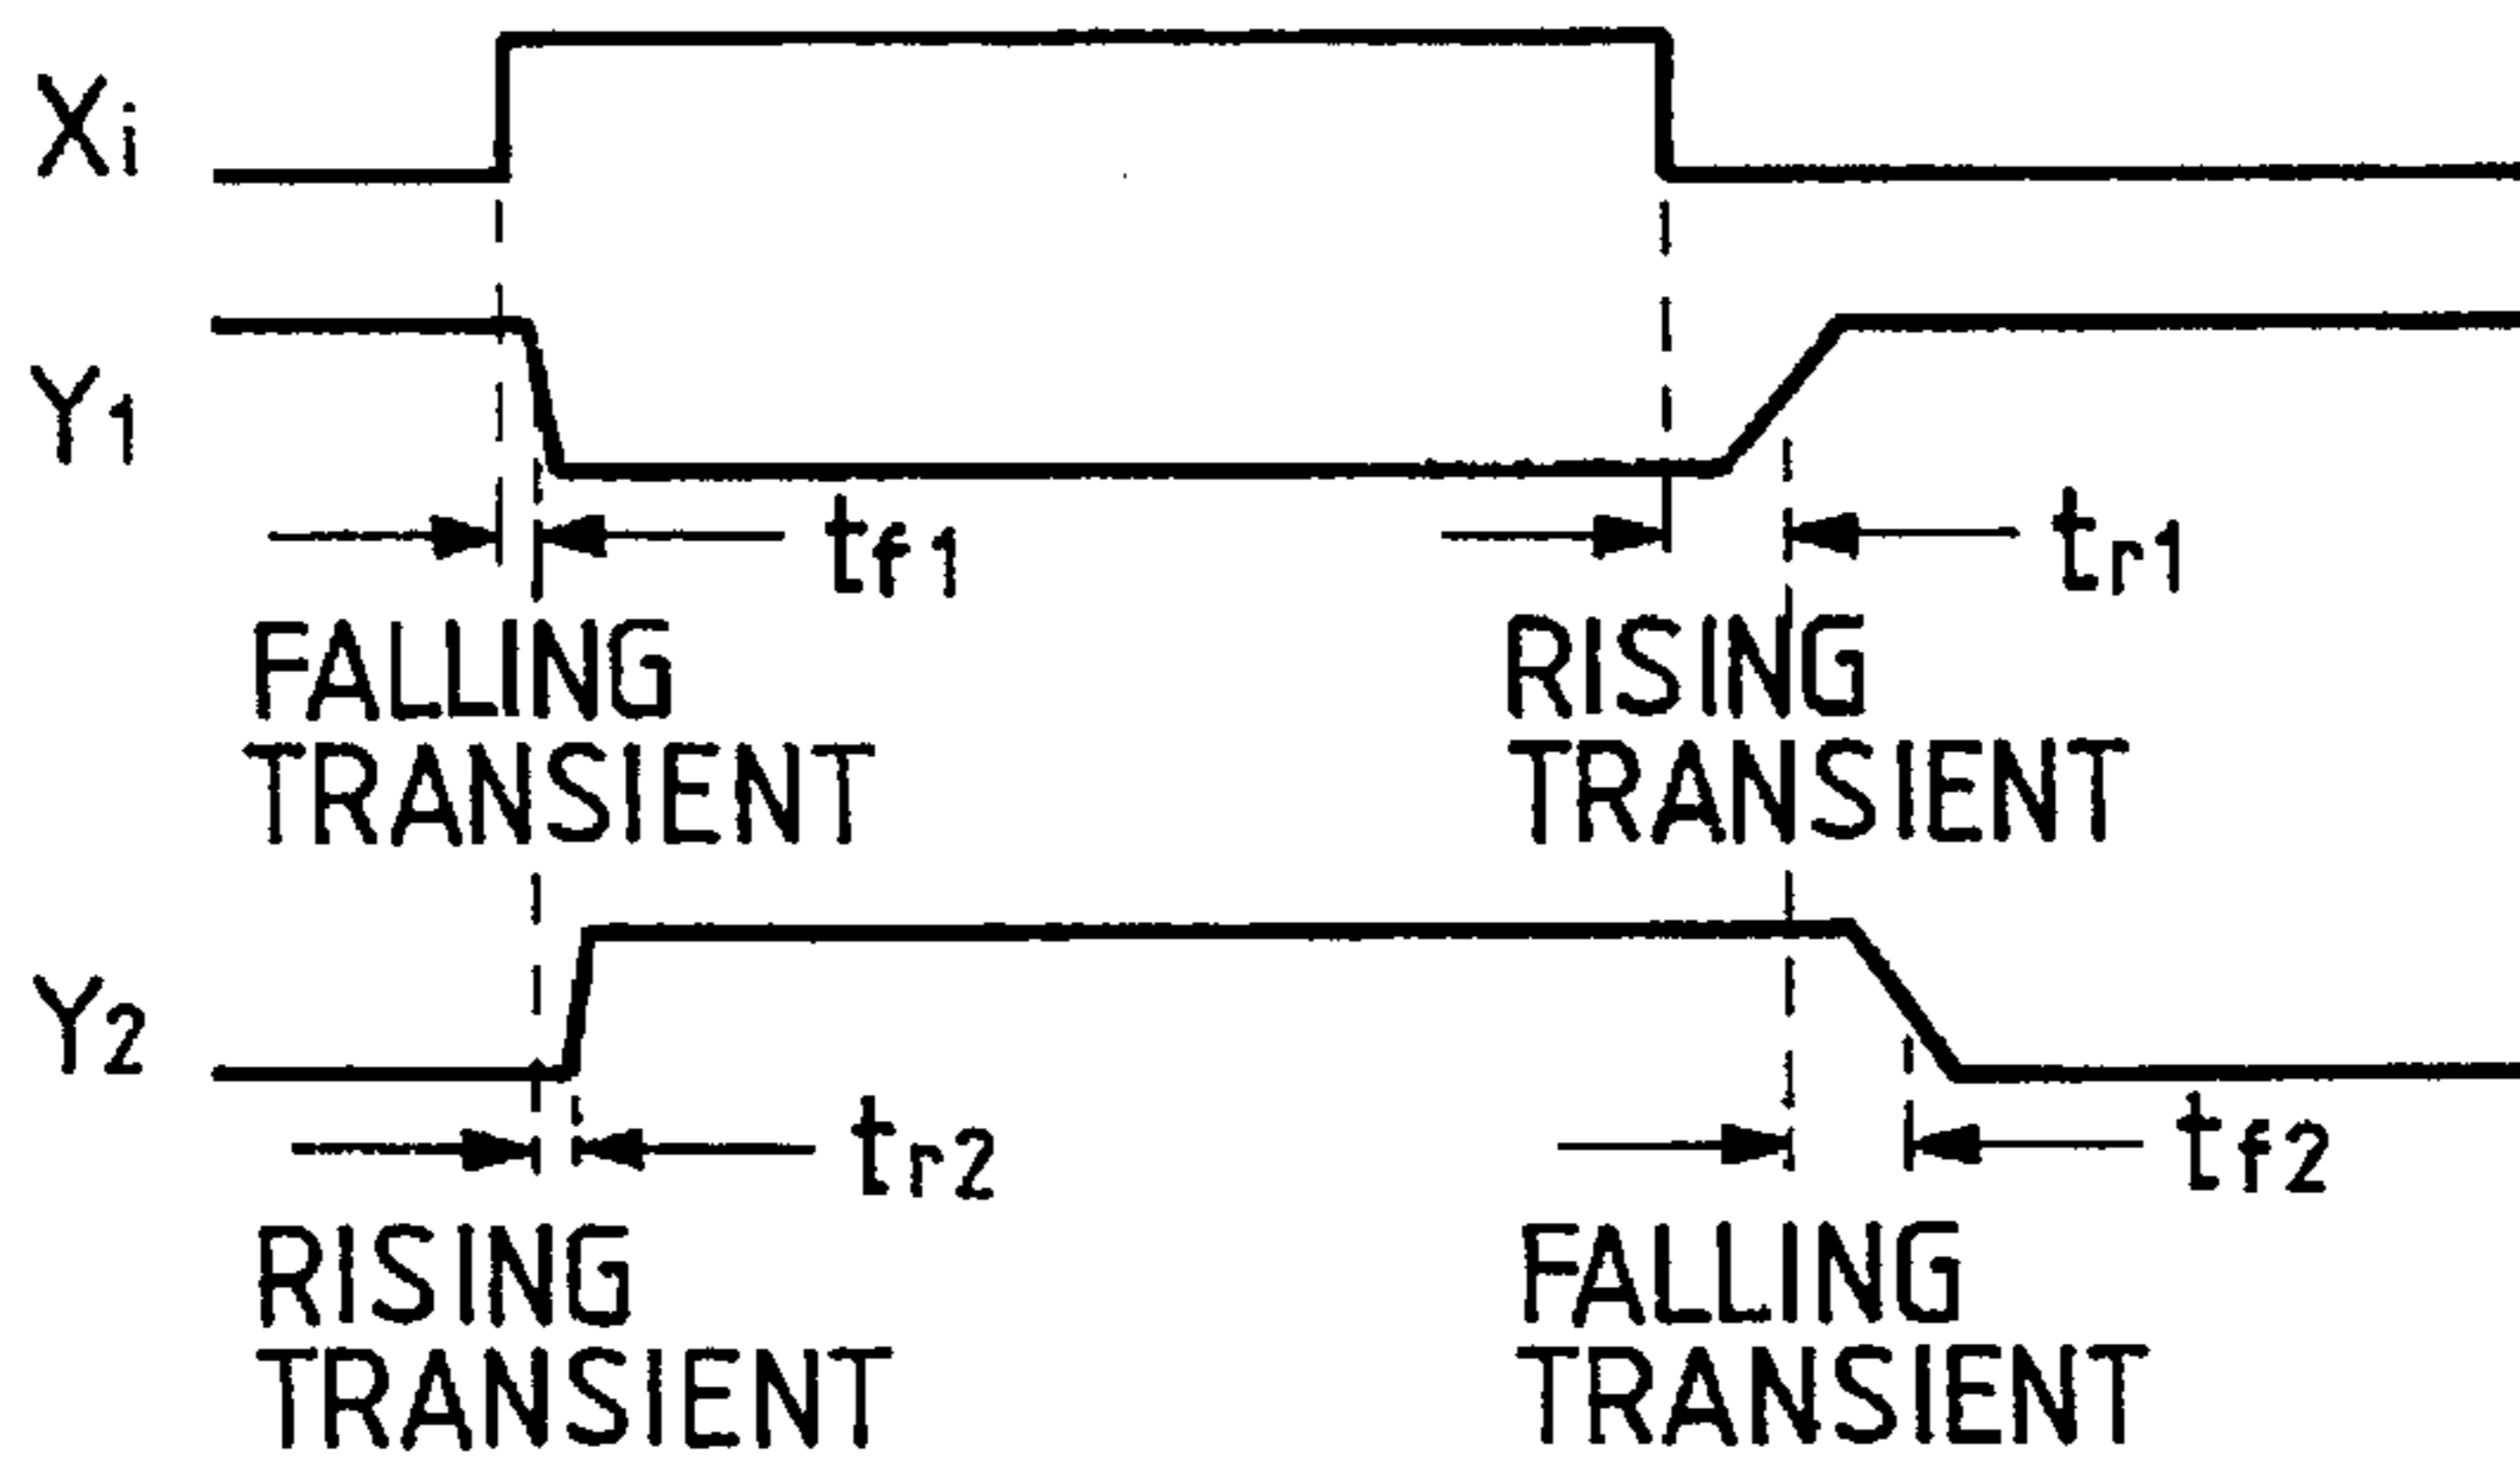 Xi
Y1
tf1
tr1
FALLING
TRANSIENT
RISING
TRANSIENT
Y2
tr2
tf2
RISING
TRANSIENT
FALLING
TRANSIENT